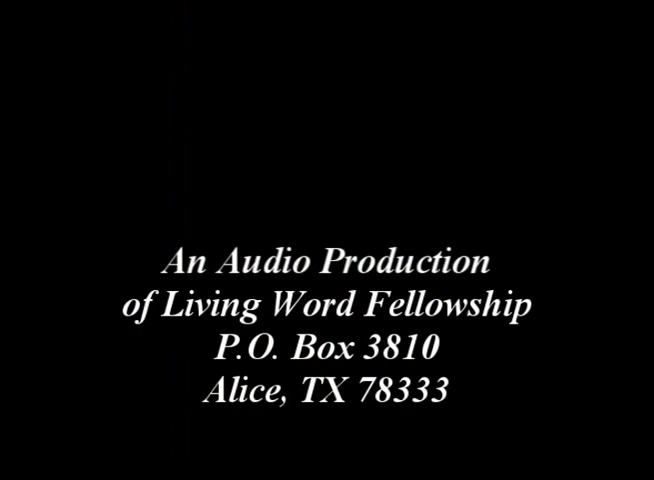 An Audio Production
of Living Word Fellowship
P.O. Box 3810
Alice, TX 78333